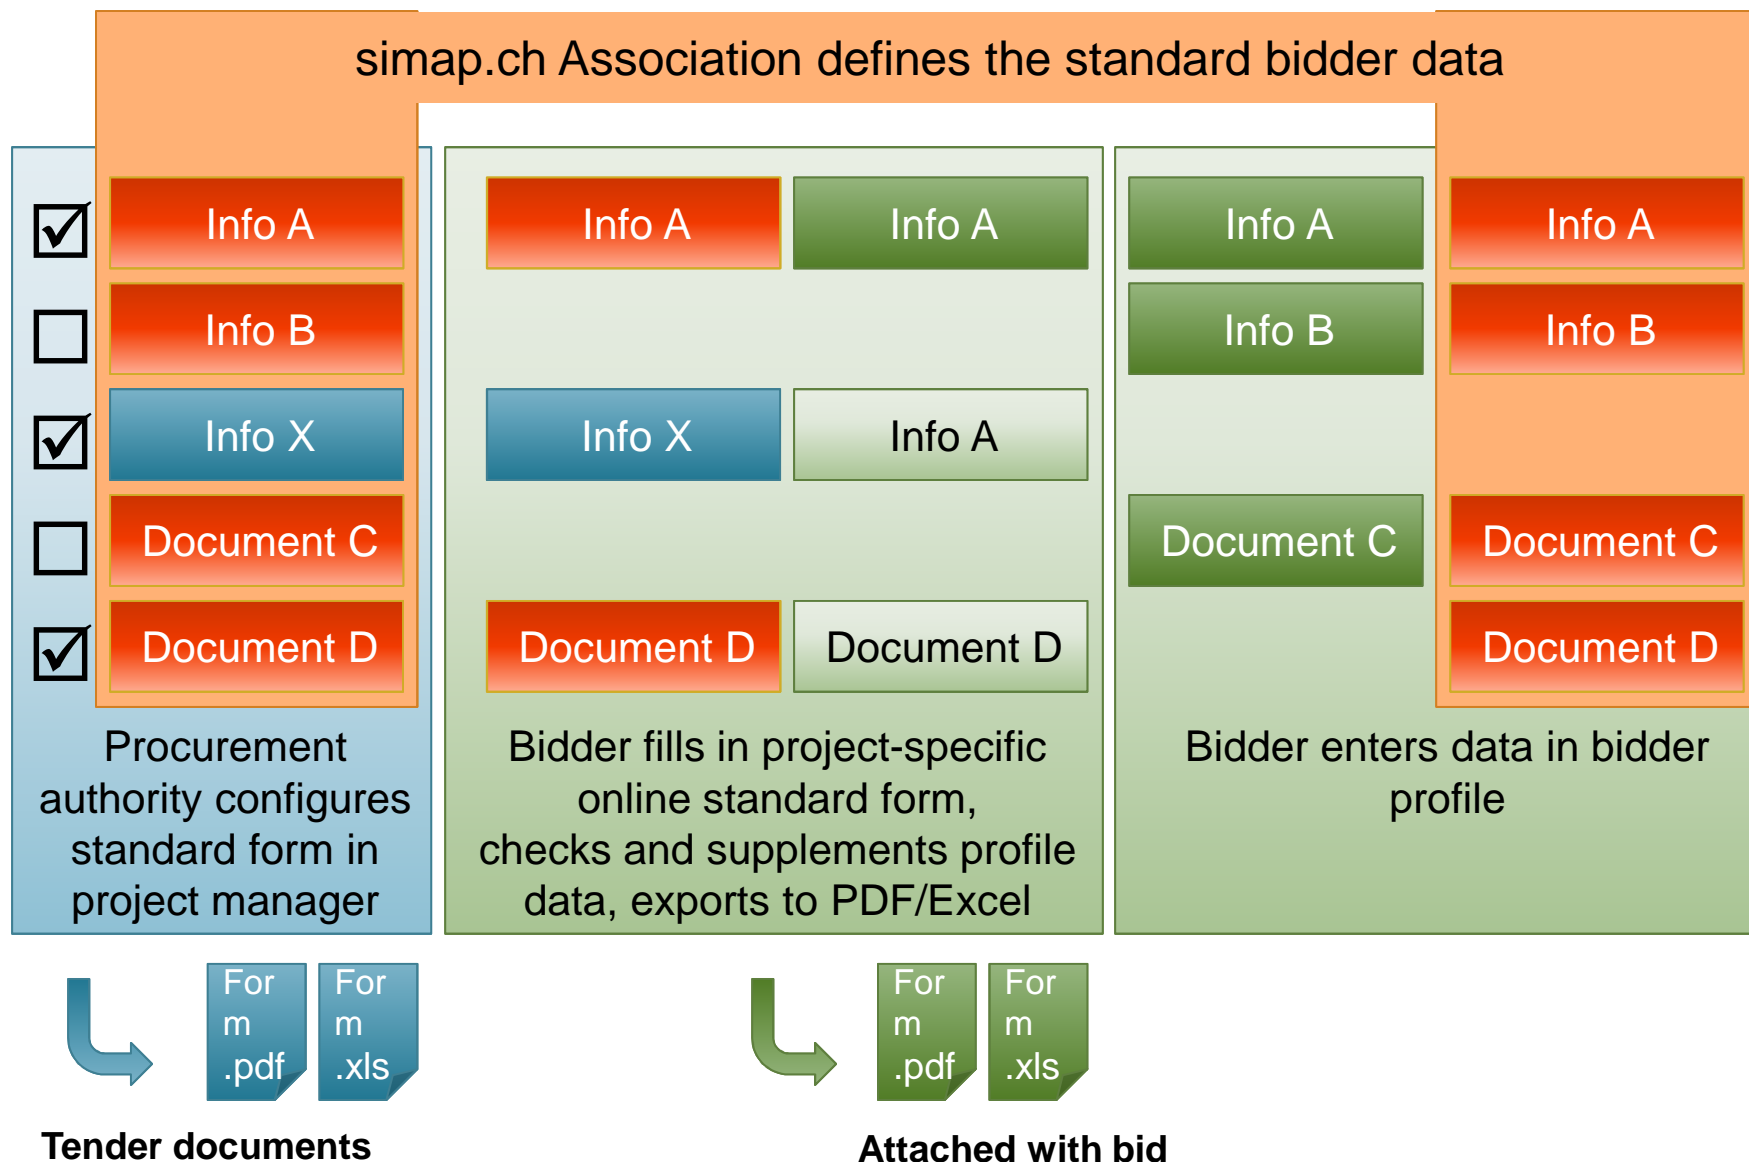 simap.ch Association defines the standard bidder data
Info A
Info B
Info X
Document C
Document D
Procurement
authority configures
standard form in
project manager
Info A
Info A
Info X
Info A
Document D
Document D
Bidder fills in project-specific
online standard form,
checks and supplements profile
data, exports to PDF/Excel
Info A
Info A
Info B
Info B
Document C
Document C
Document D
Bidder enters data in bidder
profile
For
m
.pdf
For
m
.xls
Tender documents
For
m
.pdf
For
m
.xls
Attached with bid